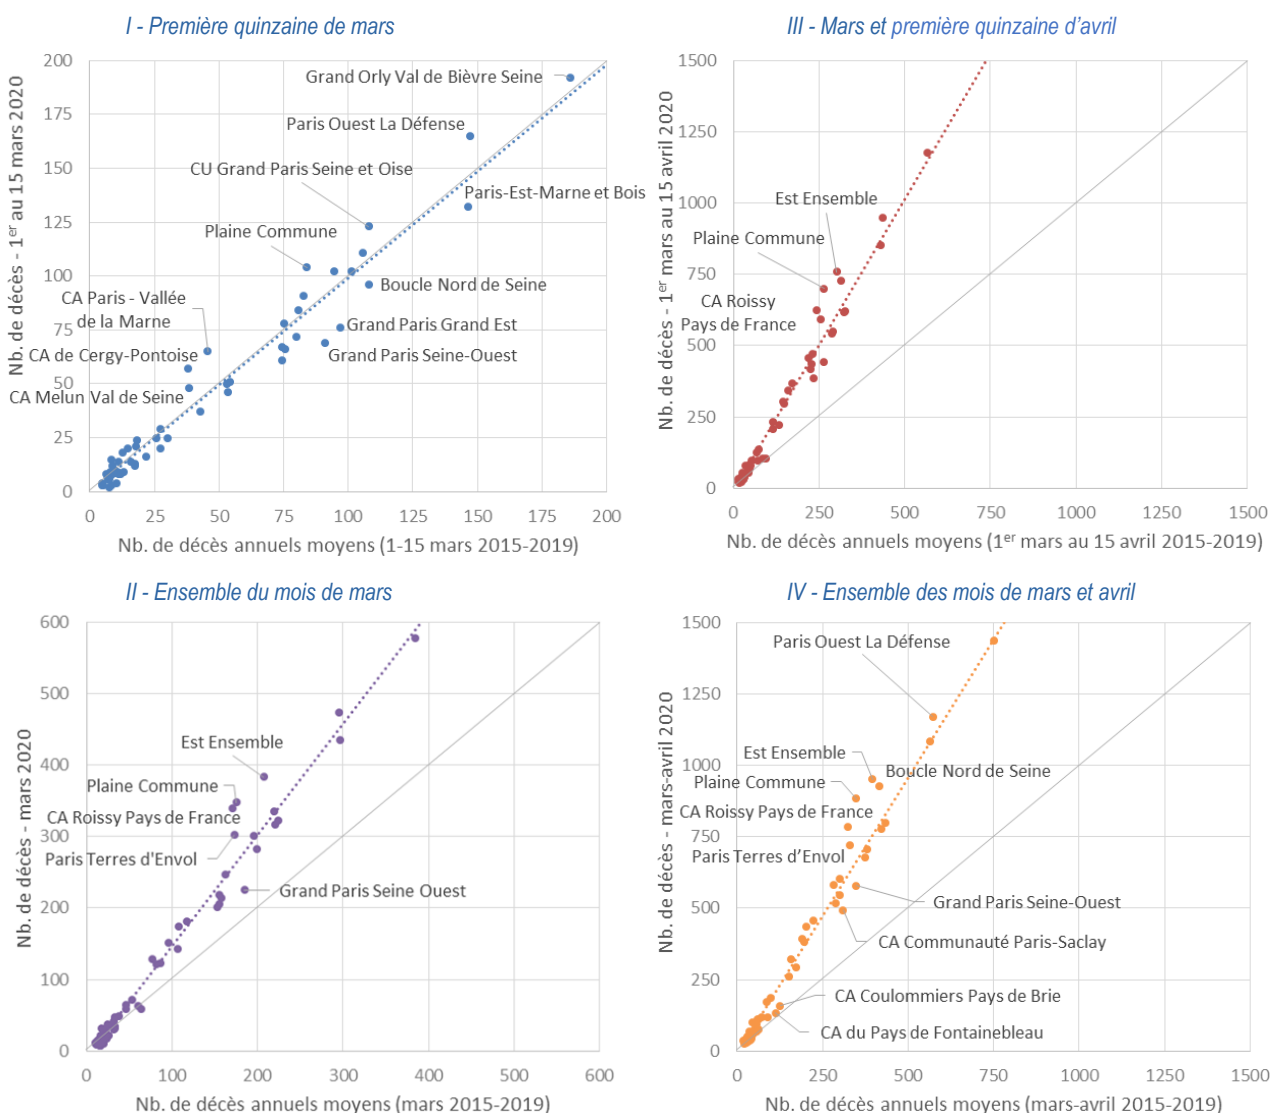 I - Première quinzaine de mars
200
175
150
125
100
75
50
25
0
Nb. de décès - 1er au 15 mars 2020
Grand Orly Val de Bièvre Seine
Paris Ouest La Défense
CU Grand Paris Seine et Oise
Paris-Est-Marne et Bois
Plaine Commune
Boucle Nord de Seine
CA Paris - Vallée
de la Marne
Grand Paris Grand Est
CA de Cergy-Pontoise
Grand Paris Seine-Ouest
CA Melun Val de Seine
0 25 50 75 100 125 150 175 200
Nb. de décès annuels moyens (1-15 mars 2015-2019)
III - Mars et première quinzaine d’avril
1500
1250
1000
750
500
250
0
Nb. de décès - 1er mars au 15 avril 2020
Est Ensemble
Plaine Commune
CA Roissy
Pays de France
0 250 500 750 1000 1250 1500
Nb. de décès annuels moyens (1er mars au 15 avril 2015-2019)
II - Ensemble du mois de mars
600
500
400
300
200
100
0
Nb. de décès - mars 2020
Est Ensemble
Plaine Commune
CA Roissy Pays de France
Paris Terres d'Envol
Grand Paris Seine Ouest
0 100 200 300 400 500 600
Nb. de décès annuels moyens (mars 2015-2019)
IV - Ensemble des mois de mars et avril
1500
1250
1000
750
500
250
0
Nb. de décès - mars-avril 2020
Paris Ouest La Défense
Est Ensemble
Boucle Nord de Seine
Plaine Commune
CA Roissy Pays de France
Paris Terres d’Envol
Grand Paris Seine-Ouest
CA Communauté Paris-Saclay
CA Coulommiers Pays de Brie
CA du Pays de Fontainebleau
0 250 500 750 1000 1250 1500
Nb. de décès annuels moyens (mars-avril 2015-2019)